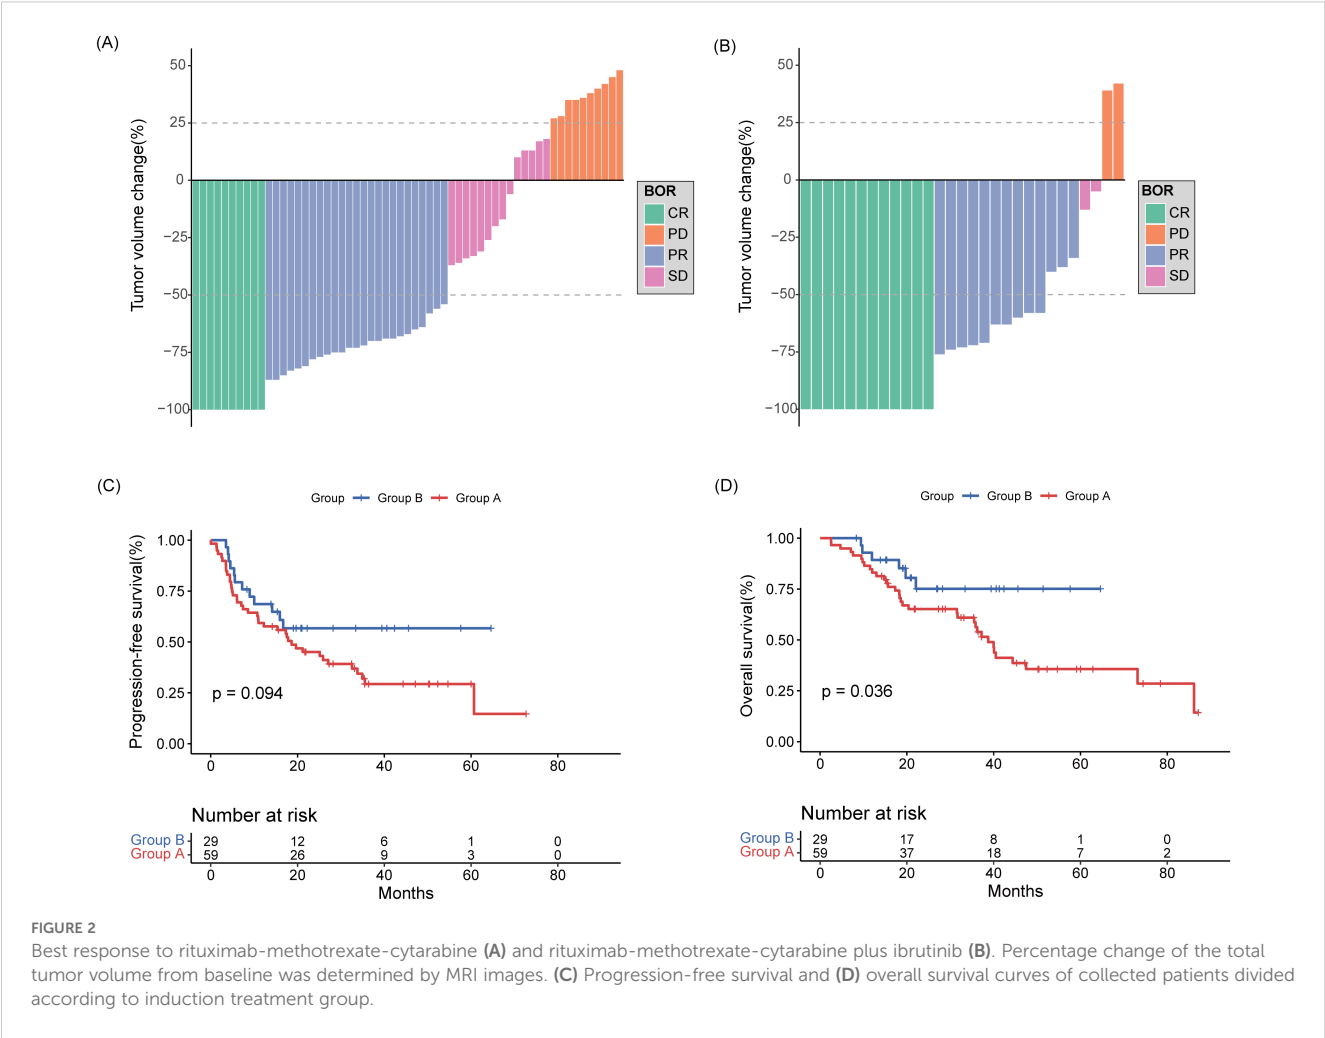 (A)
50
25
0
−25
−50
−75
−100
Tumor volume change(%)
BOR
CR
PD
PR
SD
(B)
50
25
0
−25
−50
−75
−100
Tumor volume change(%)
BOR
CR
PD
PR
SD
(C)
Group Group B Group A
1.00
0.75
0.50
0.25
0.00
Progression-free survival(%)
p = 0.094
0 20 40 60 80
Number at risk
Group B 29 12 6 1 0
Group A 59 26 9 3 0
0 20 40 60 80
Months
(D)
Group Group B Group A
1.00
0.75
0.50
0.25
0.00
Overall survival(%)
p = 0.036
0 20 40 60 80
Number at risk
Group B 29 17 8 1 0
Group A 59 37 18 7 2
0 20 40 60 80
Months
FIGURE 2
Best response to rituximab-methotrexate-cytarabine (A) and rituximab-methotrexate-cytarabine plus ibrutinib (B). Percentage change of the total
tumor volume from baseline was determined by MRI images. (C) Progression-free survival and (D) overall survival curves of collected patients divided
according to induction treatment group.